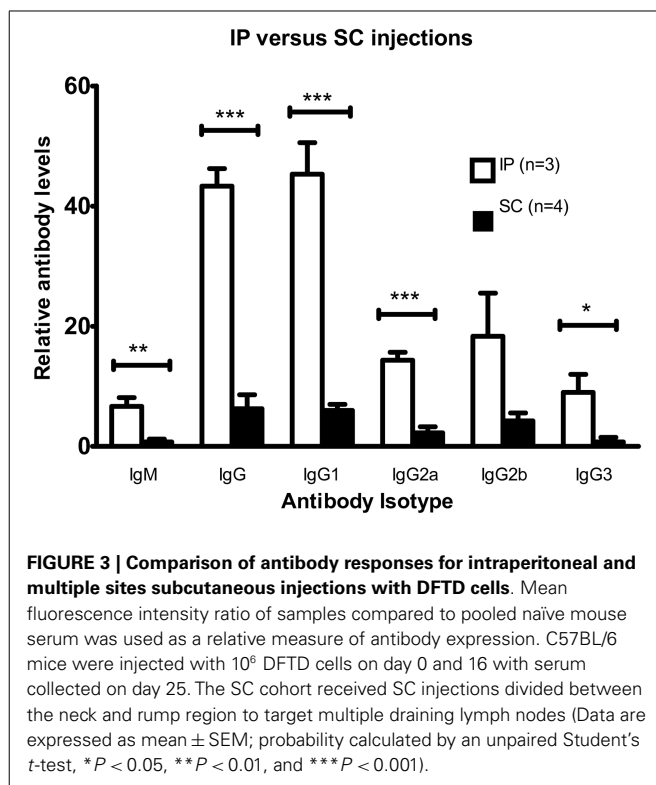 IP versus SC injections
60
40
20
0
Relative antibody levels
***
***
IP (n=3)
SC (n=4)
***
**
*
IgM IgG IgG1 IgG2a IgG2b IgG3
Antibody Isotype
FIGURE 3 | Comparison of antibody responses for intraperitoneal and
multiple sites subcutaneous injections with DFTD cells. Mean
fluorescence intensity ratio of samples compared to pooled naïve mouse
serum was used as a relative measure of antibody expression. C57BL/6
mice were injected with 10⁶ DFTD cells on day 0 and 16 with serum
collected on day 25. The SC cohort received SC injections divided between
the neck and rump region to target multiple draining lymph nodes (Data are
expressed as mean ± SEM; probability calculated by an unpaired Student’s
t-test, *P < 0.05, **P < 0.01, and ***P < 0.001).